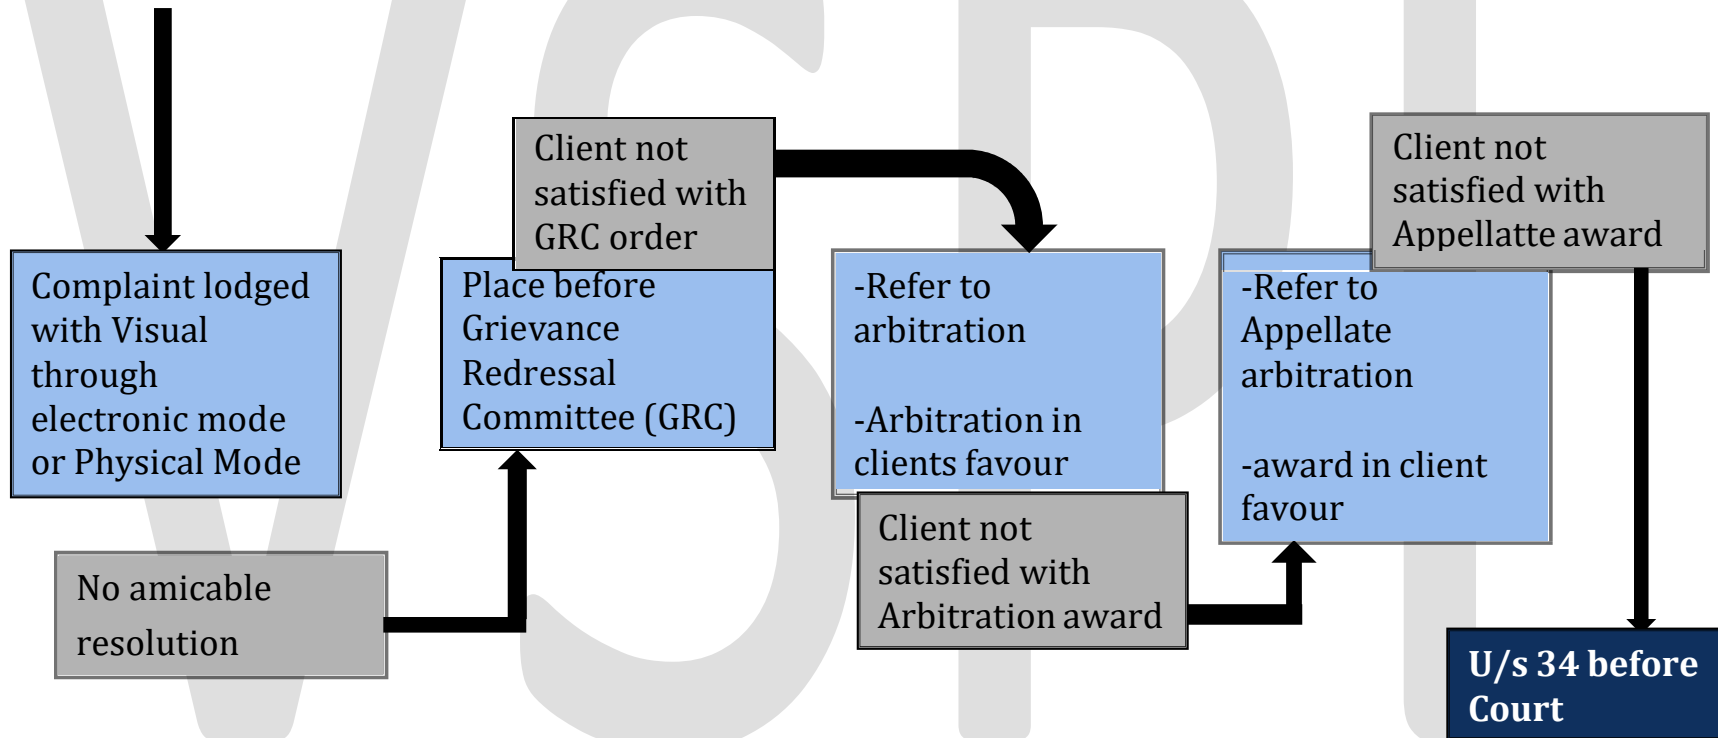 Complaint lodged
with Visual
through
electronic mode
or Physical Mode
No amicable
resolution
Client not
satisfied with
GRC order
Place before
Grievance
Redressal
Committee (GRC)
-Refer to
arbitration
-Arbitration in
clients favour
Client not
satisfied with
Arbitration award
-Refer to
Appellate
arbitration
-award in client
favour
Client not
satisfied with
Appellatte award
U/s 34 before
Court
VSPL